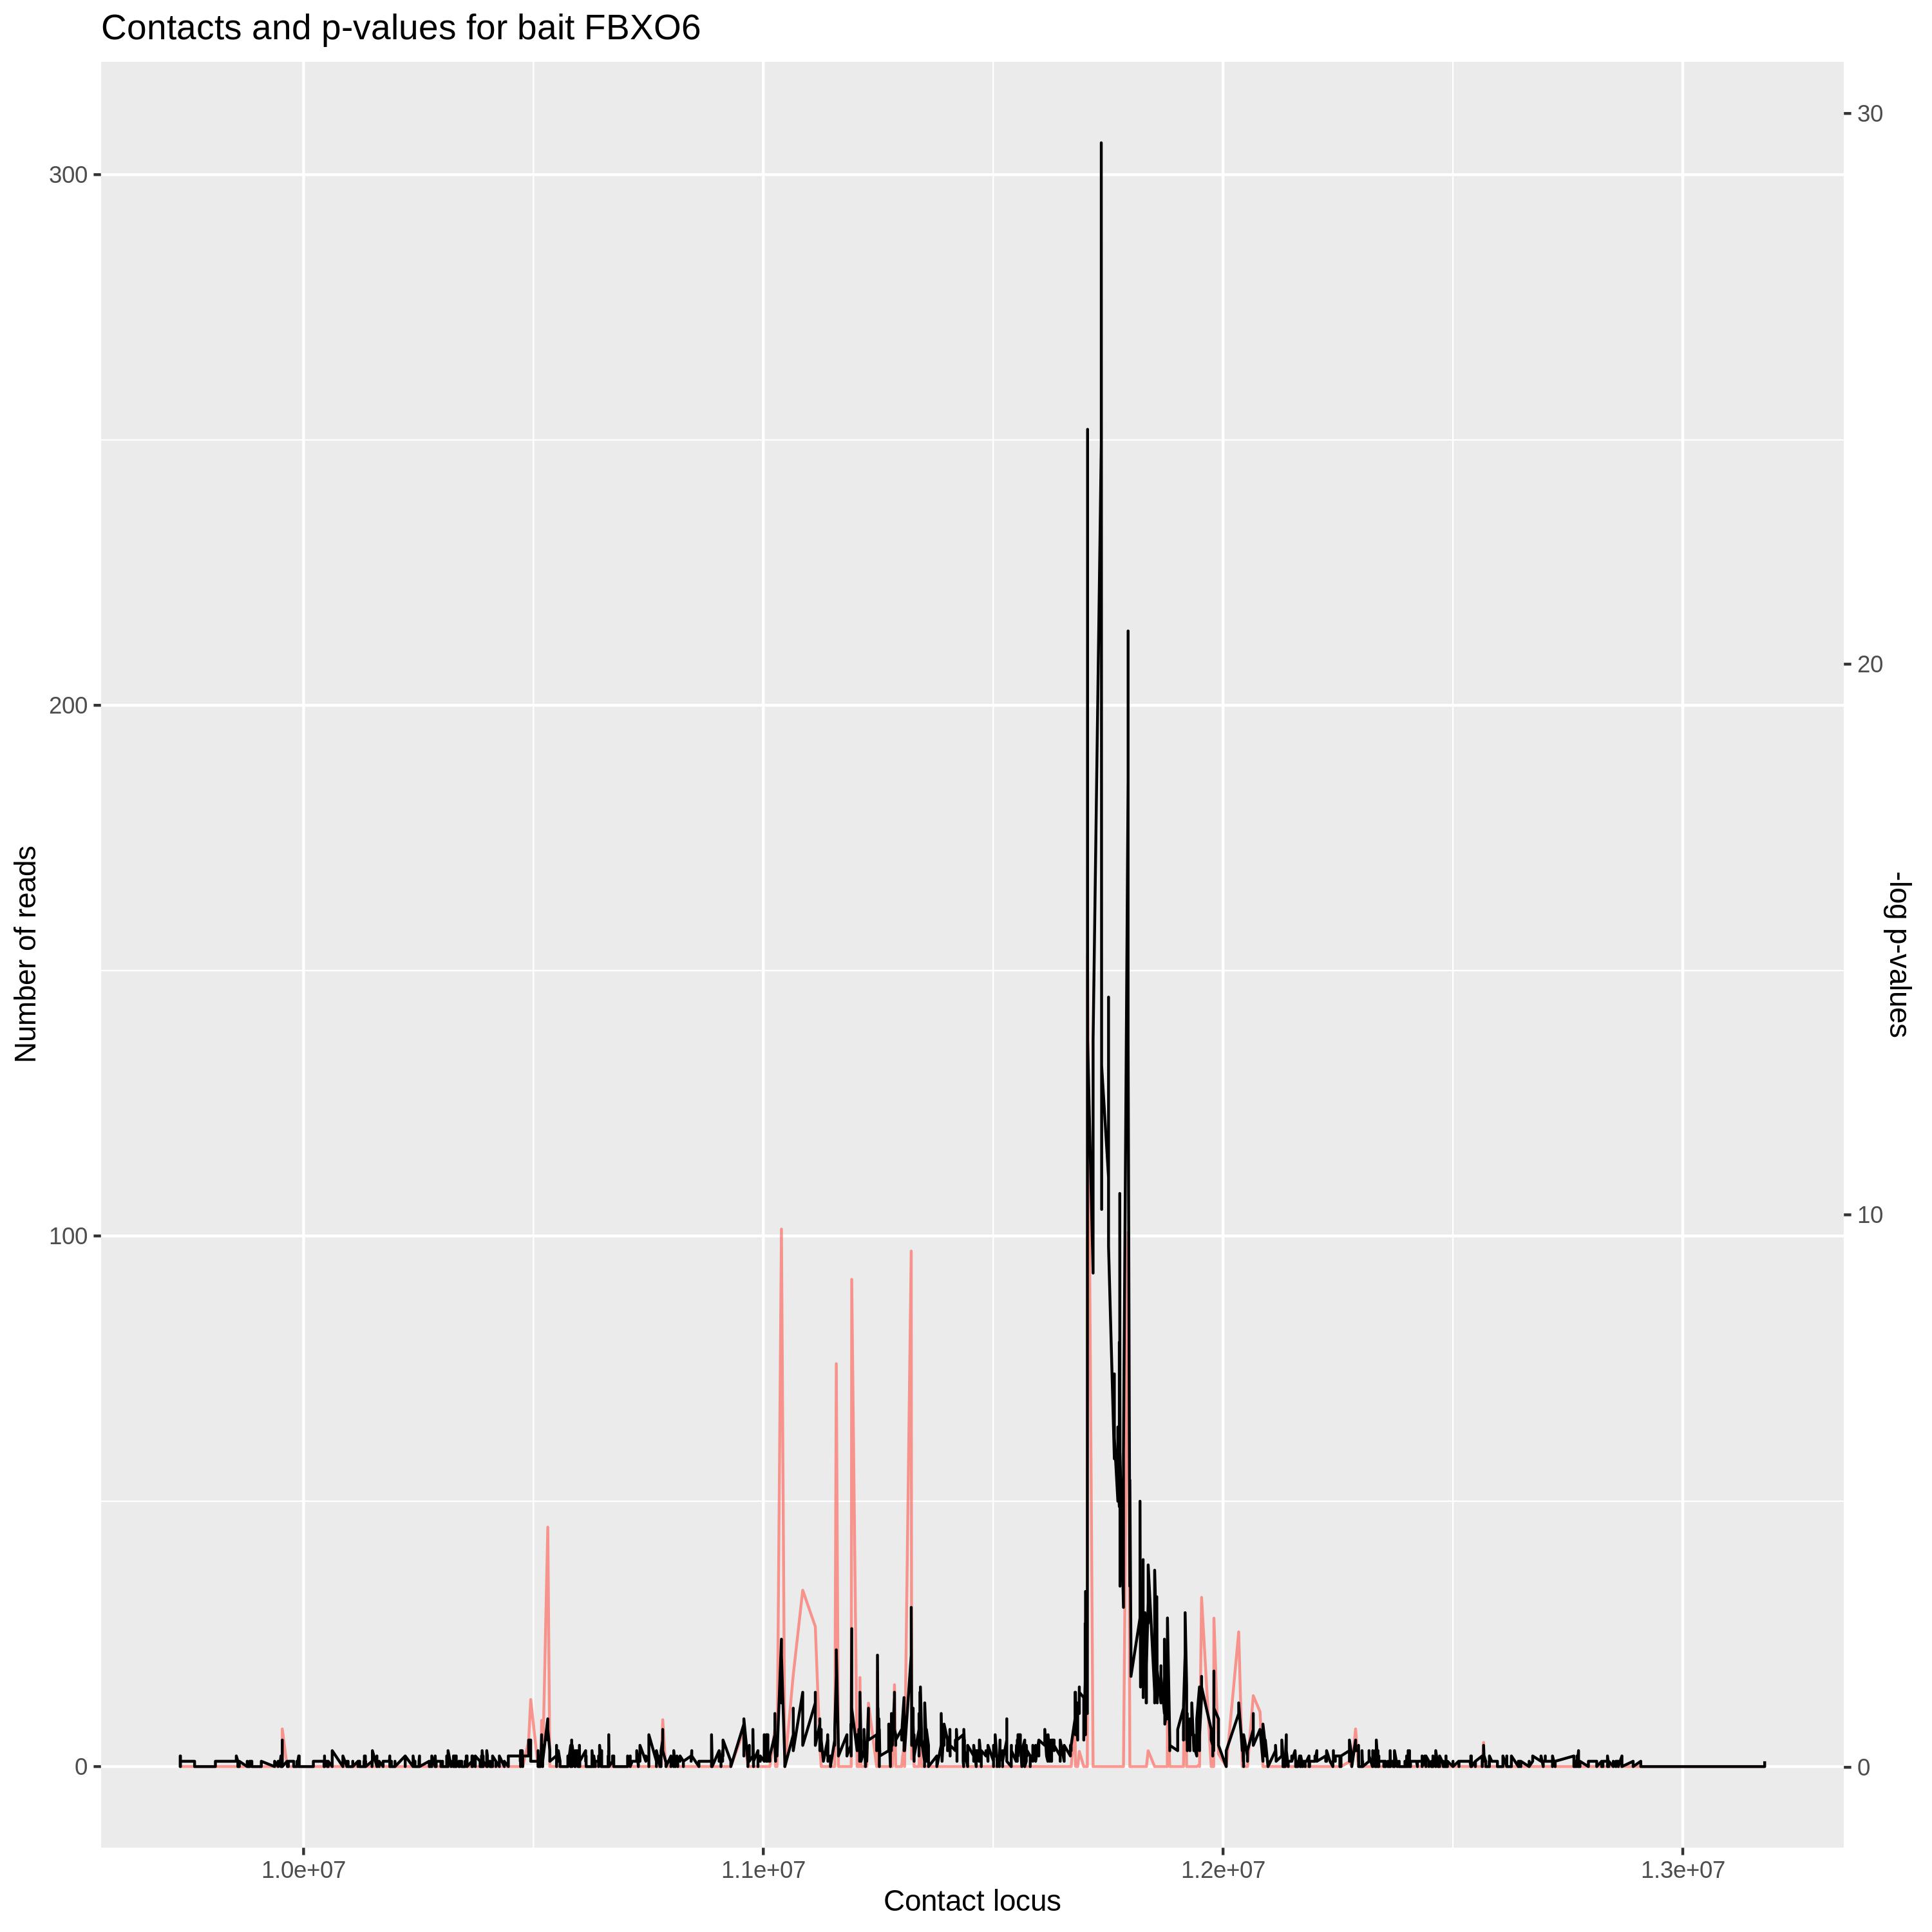 Contacts and p-values for bait FBXO6
300
200
100
0
Number of reads
30
20
10
0
-log p-values
1.0e+07
1.1e+07
1.2e+07
1.3e+07
Contact locus